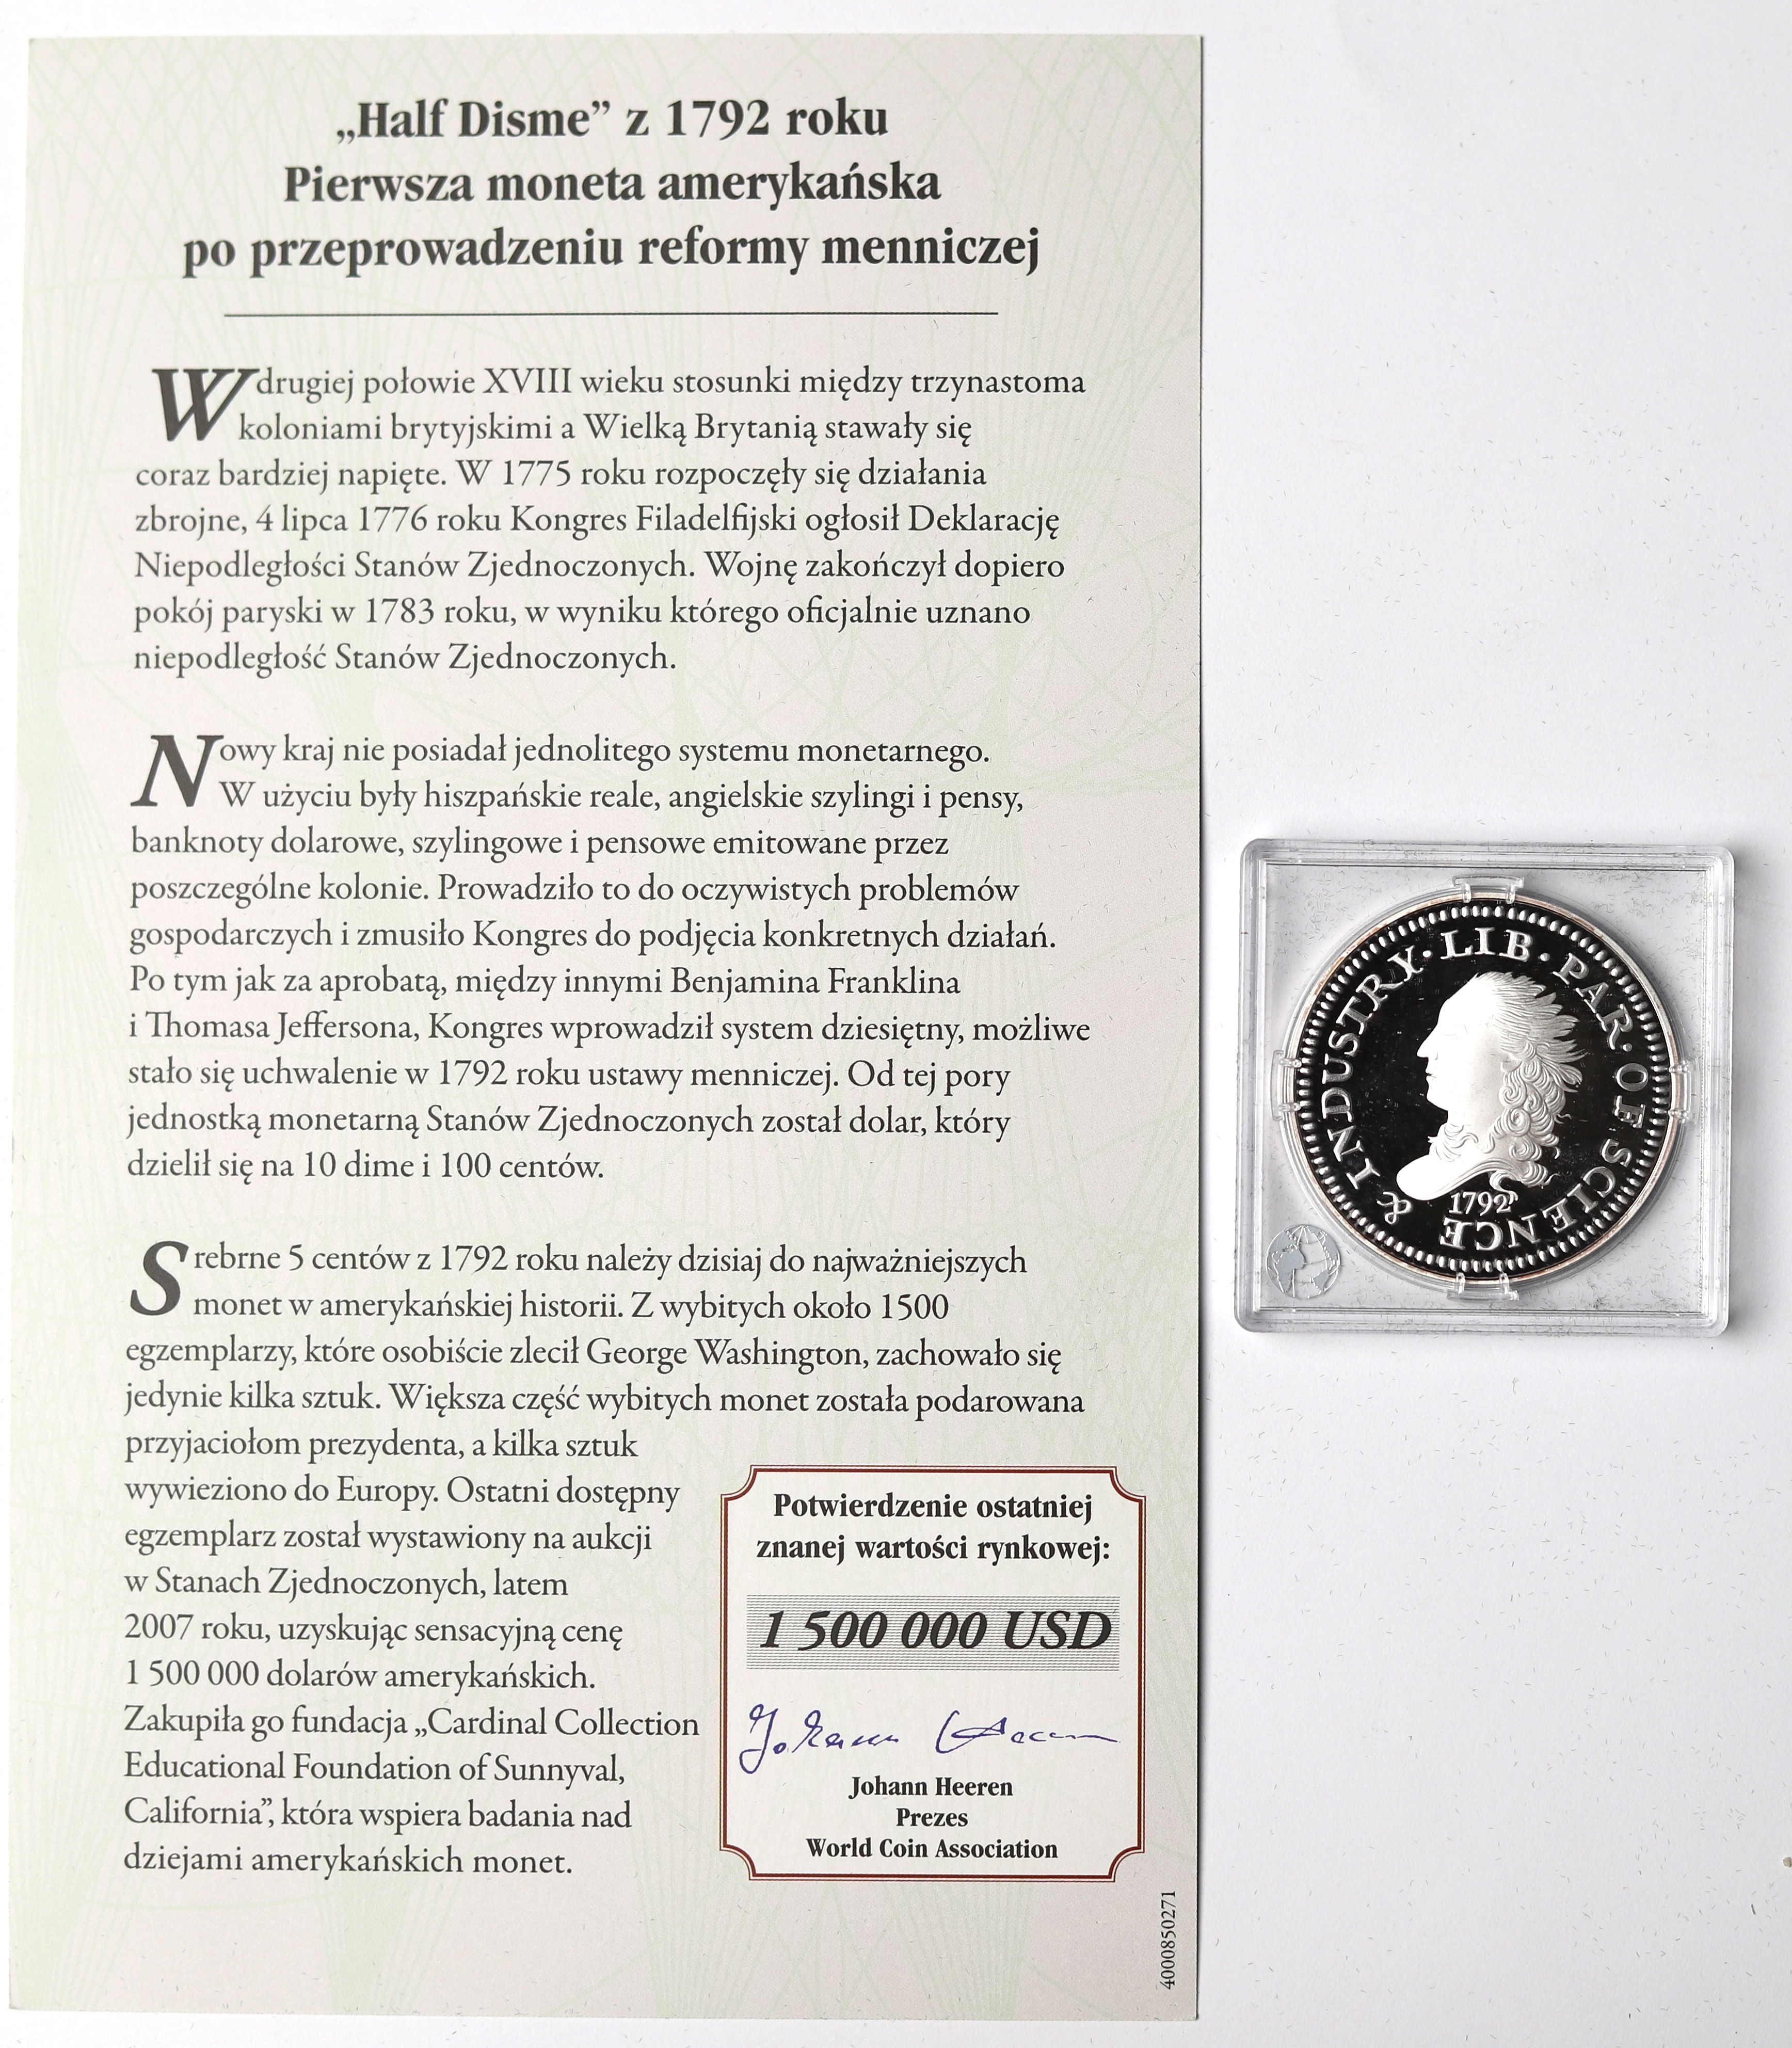 „Half Disme” z 1792 roku
Pierwsza moneta amerykańska
po przeprowadzeniu reformy menniczej
W drugiej połowie XVIII wieku stosunki między trzynastoma
koloniami brytyjskimi a Wielką Brytanią stawały się
coraz bardziej napięte. W 1775 roku rozpoczęły się działania
zbrojne, 4 lipca 1776 roku Kongres Filadelfijski ogłosił Deklarację
Niepodległości Stanów Zjednoczonych. Wojnę zakończył dopiero
pokój paryski w 1783 roku, w wyniku którego oficjalnie uznano
niepodległość Stanów Zjednoczonych.
Nowy kraj nie posiadał jednolitego systemu monetarnego.
W użyciu były hiszpańskie reale, angielskie szylingi i pensy,
banknoty dolarowe, szylingowe i pensowe emitowane przez
poszczególne kolonie. Prowadziło to do oczywistych problemów
gospodarczych i zmusiło Kongres do podjęcia konkretnych działań.
Po tym jak za aprobatą, między innymi Benjamina Franklina
i Thomasa Jeffersona, Kongres wprowadził system dziesiętny, możliwe
stało się uchwalenie w 1792 roku ustawy menniczej. Od tej pory
jednostką monetarną Stanów Zjednoczonych został dolar, który
dzielił się na 10 dime i 100 centów.
Srebrne 5 centów z 1792 roku należy dzisiaj do najważniejszych
monet w amerykańskiej historii. Z wybitych około 1500
egzemplarzy, które osobiście zlecił George Washington, zachowało się
jedynie kilka sztuk. Większa część wybitych monet została podarowana
przyjaciołom prezydenta, a kilka sztuk
wywieziono do Europy. Ostatni dostępny
egzemplarz został wystawiony na aukcji
w Stanach Zjednoczonych, latem
2007 roku, uzyskując sensacyjną cenę
1 500 000 dolarów amerykańskich.
Zakupiła go fundacja „Cardinal Collection
Educational Foundation of Sunnyval,
California”, która wspiera badania nad
dziejami amerykańskich monet.
Potwierdzenie ostatniej
znanej wartości rynkowej:
1 500 000 USD
Johann Heeren
Johann Heeren
Prezes
World Coin Association
4000850271
LIB. PAR. OF SCIENCE & INDUSTRY.
1792